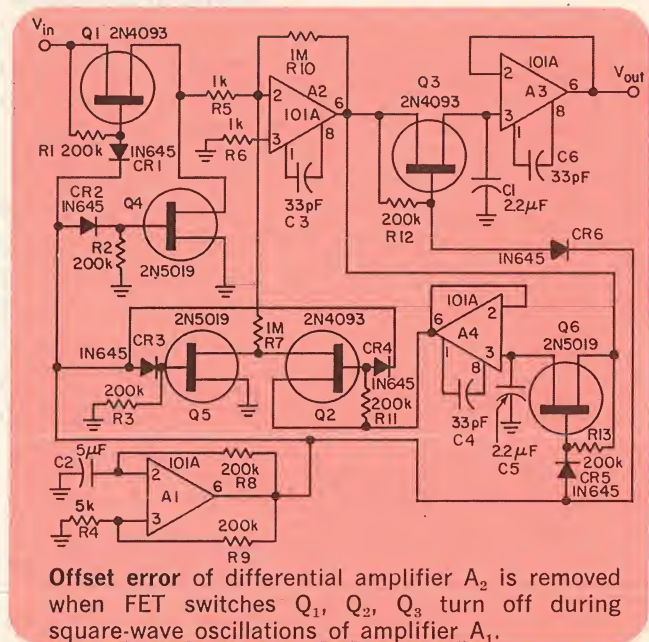 Vin
Q1 2N4093
R1 200k
1N645
CR1
CR2
1N645
Q4
R2
200k
2N5019
1k
R5
1k
R6
1M
R10
2
3
6
A2
101A
1
8
33pF
C3
Q3
2N4093
200k
R12
C1
2.2µF
101A
A3
2
3
6
1
8
C6
33pF
Vout
1N645
CR6
2N5019
1M
R7
2N4093
1N645
CR3
200k
R3
Q5
Q2
CR4
1N645
200k
R11
101A
A4
6
2
3
1
8
33pF
C4
2.2µF
C5
Q6
2N5019
R13
200k
CR5
1N645
5µF
C2
5k
R4
101A
A1
2
3
6
200k
R8
200k
R9
Offset error of differential amplifier A2 is removed
when FET switches Q1, Q2, Q3 turn off during
square-wave oscillations of amplifier A1.